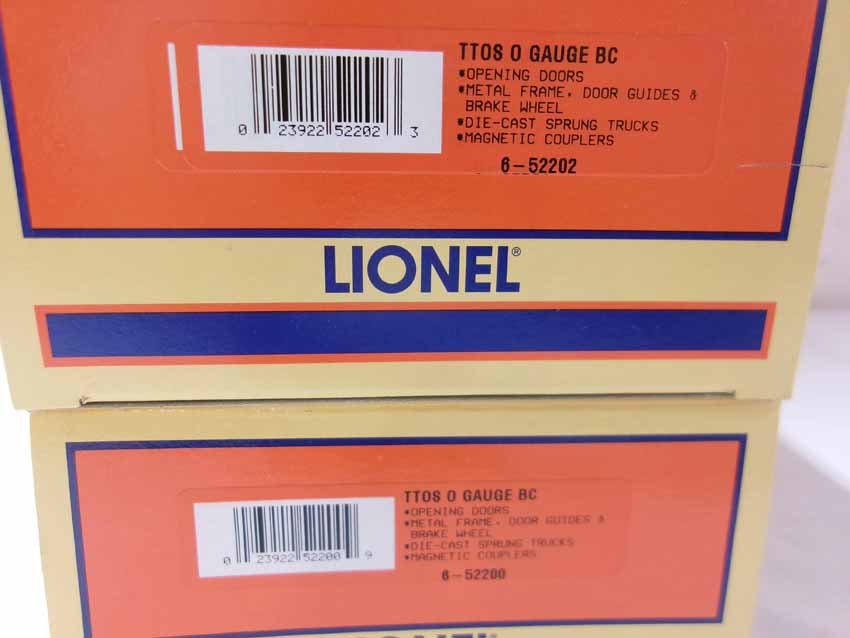 TTOS O GAUGE BC
*OPENING DOORS
*METAL FRAME, DOOR GUIDES &
BRAKE WHEEL
*DIE-CAST SPRUNG TRUCKS
*MAGNETIC COUPLERS
0 23922 52202 3
6-52202
LIONEL®
TTOS O GAUGE BC
*OPENING DOORS
*METAL FRAME, DOOR GUIDES &
BRAKE WHEEL
*DIE-CAST SPRUNG TRUCKS
*MAGNETIC COUPLERS
0 23922 52200 9
6-52200
LIONEL